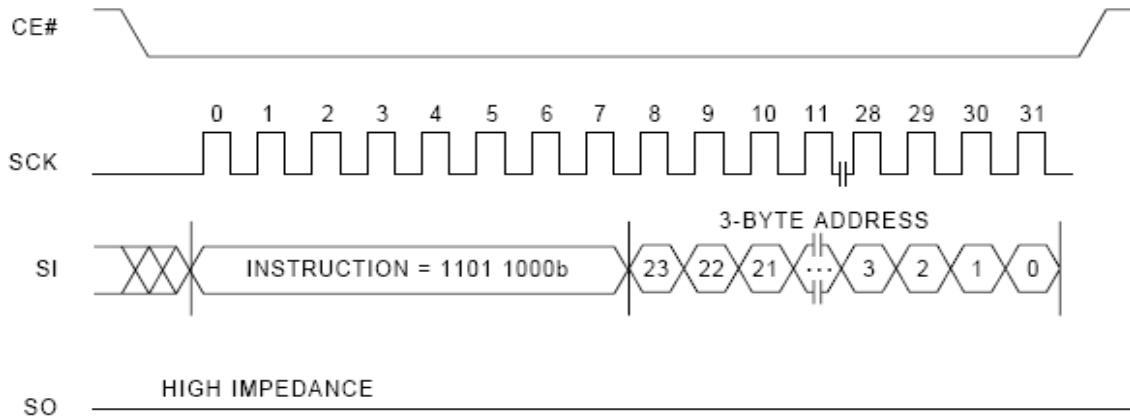 CE#
0 1 2 3 4 5 6 7 8 9 10 11 28 29 30 31
SCK
3-BYTE ADDRESS
SI INSTRUCTION = 1101 1000b 23 22 21 ... 3 2 1 0
HIGH IMPEDANCE
SO